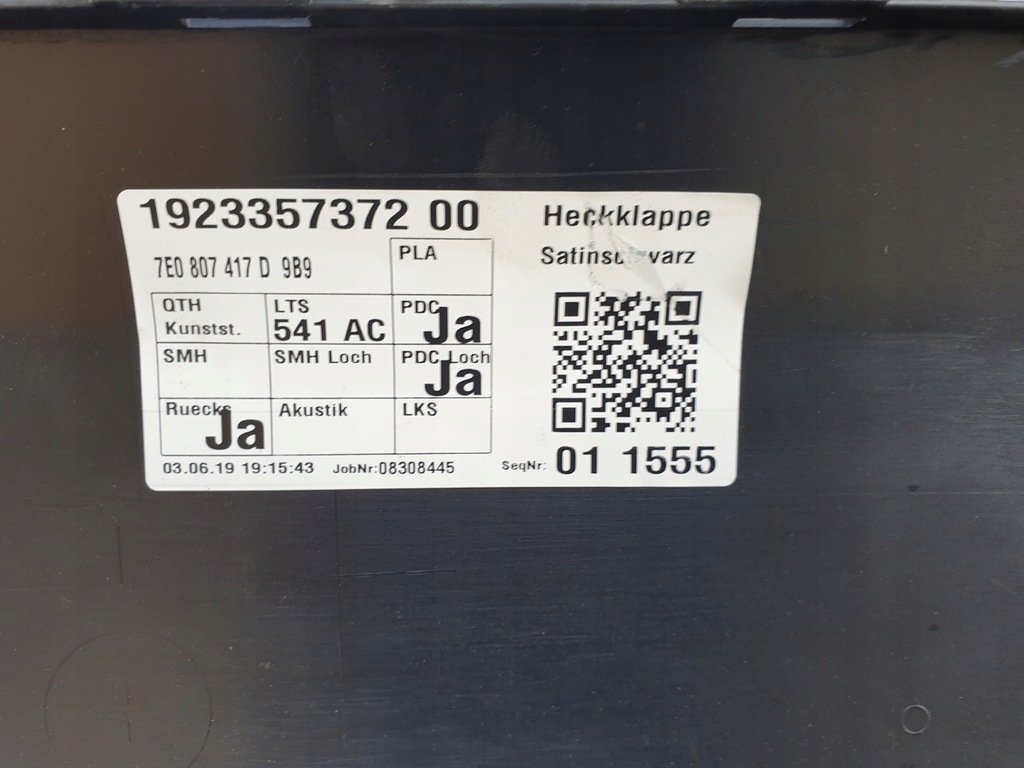 1923357372 00
Heckklappe
7E0 807 417 D 9B9
PLA
QTH
Kunstst.
LTS
541 AC
PDC
Ja
SMH
SMH Loch
PDC Loch
Ja
Ruecks
Ja
Akustik
LKS
03.06.19 19:15:43 JobNr:08308445
SeqNr: 01 1555